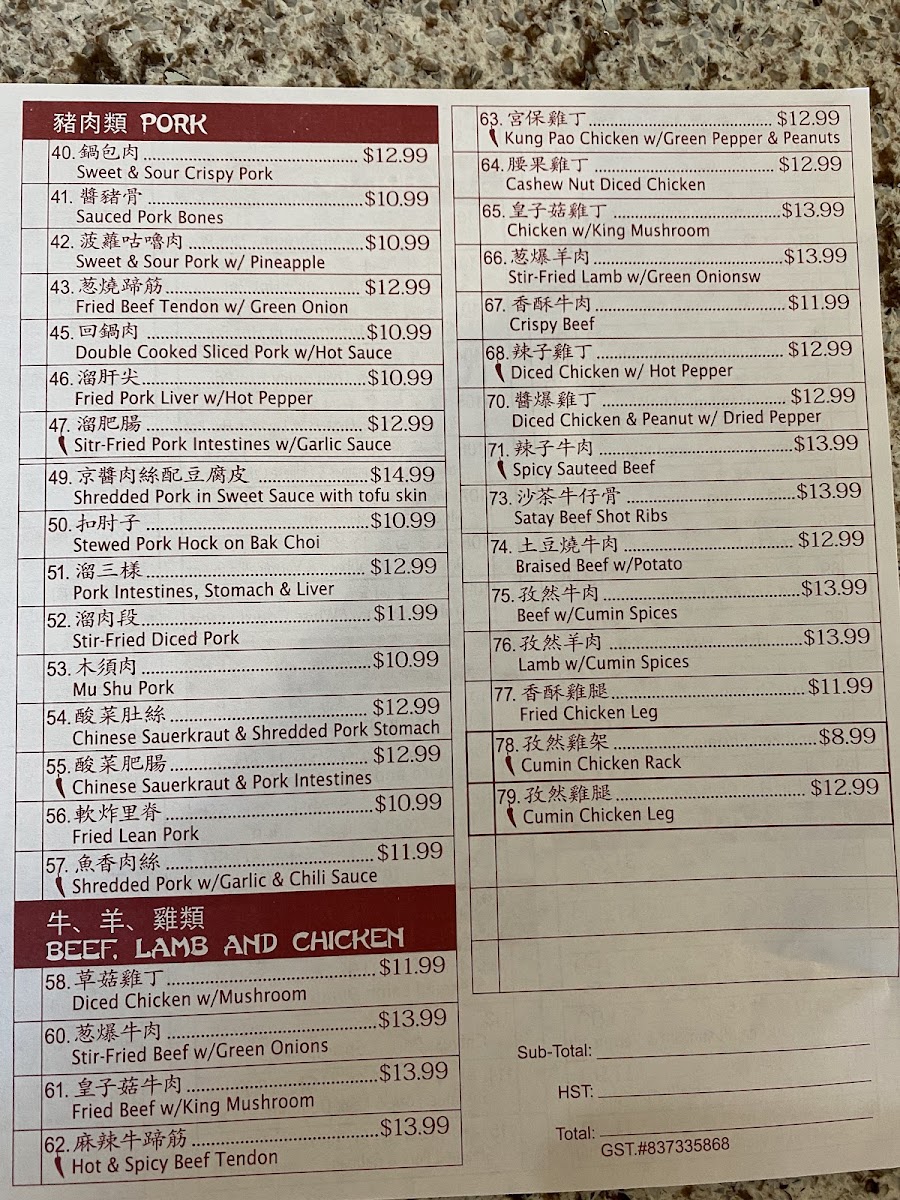 豬肉類 PORK
40. 鍋包肉 $12.99
Sweet & Sour Crispy Pork
41. 醬豬骨 $10.99
Sauced Pork Bones
42. 菠蘿咕嚕肉 $10.99
Sweet & Sour Pork w/ Pineapple
43. 葱燒蹄筋 $12.99
Fried Beef Tendon w/ Green Onion
45. 回鍋肉 $10.99
Double Cooked Sliced Pork w/Hot Sauce
46. 溜肝尖 $10.99
Fried Pork Liver w/Hot Pepper
47. 溜肥腸 $12.99
Sitr-Fried Pork Intestines w/Garlic Sauce
49. 京醬肉絲配豆腐皮 $14.99
Shredded Pork in Sweet Sauce with tofu skin
50. 扣肘子 $10.99
Stewed Pork Hock on Bak Choi
51. 溜三樣 $12.99
Pork Intestines, Stomach & Liver
52. 溜肉段 $11.99
Stir-Fried Diced Pork
53. 木須肉 $10.99
Mu Shu Pork
54. 酸菜肚絲 $12.99
Chinese Sauerkraut & Shredded Pork Stomach
55. 酸菜肥腸 $12.99
Chinese Sauerkraut & Pork Intestines
56. 軟炸里脊 $10.99
Fried Lean Pork
57. 魚香肉絲 $11.99
Shredded Pork w/Garlic & Chili Sauce
牛、羊、雞類
BEEF, LAMB AND CHICKEN
58. 草菇雞丁 $11.99
Diced Chicken w/Mushroom
60. 葱爆牛肉 $13.99
Stir-Fried Beef w/Green Onions
61. 皇子菇牛肉 $13.99
Fried Beef w/King Mushroom
62. 麻辣牛蹄筋 $13.99
Hot & Spicy Beef Tendon
63. 宮保雞丁 $12.99
Kung Pao Chicken w/Green Pepper & Peanuts
64. 腰果雞丁 $12.99
Cashew Nut Diced Chicken
65. 皇子菇雞丁 $13.99
Chicken w/King Mushroom
66. 葱爆羊肉 $13.99
Stir-Fried Lamb w/Green Onionsw
67. 香酥牛肉 $11.99
Crispy Beef
68. 辣子雞丁 $12.99
Diced Chicken w/ Hot Pepper
70. 醬爆雞丁 $12.99
Diced Chicken & Peanut w/ Dried Pepper
71. 辣子牛肉 $13.99
Spicy Sauteed Beef
73. 沙茶牛仔骨 $13.99
Satay Beef Shot Ribs
74. 土豆燒牛肉 $12.99
Braised Beef w/Potato
75. 孜然牛肉 $13.99
Beef w/Cumin Spices
76. 孜然羊肉 $13.99
Lamb w/Cumin Spices
77. 香酥雞腿 $11.99
Fried Chicken Leg
78. 孜然雞架 $8.99
Cumin Chicken Rack
79. 孜然雞腿 $12.99
Cumin Chicken Leg
Sub-Total:
HST:
Total:
GST.#837335868